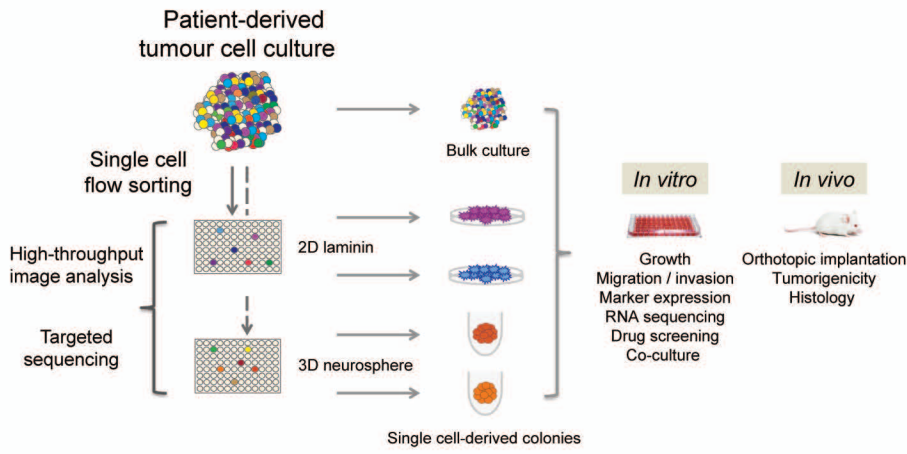 Patient-derived
tumour cell culture
Single cell
flow sorting
Bulk culture
High-throughput
image analysis
2D laminin
Targeted
sequencing
3D neurosphere
Single cell-derived colonies
In vitro
Growth
Migration / invasion
Marker expression
RNA sequencing
Drug screening
Co-culture
In vivo
Orthotopic implantation
Tumorigenicity
Histology